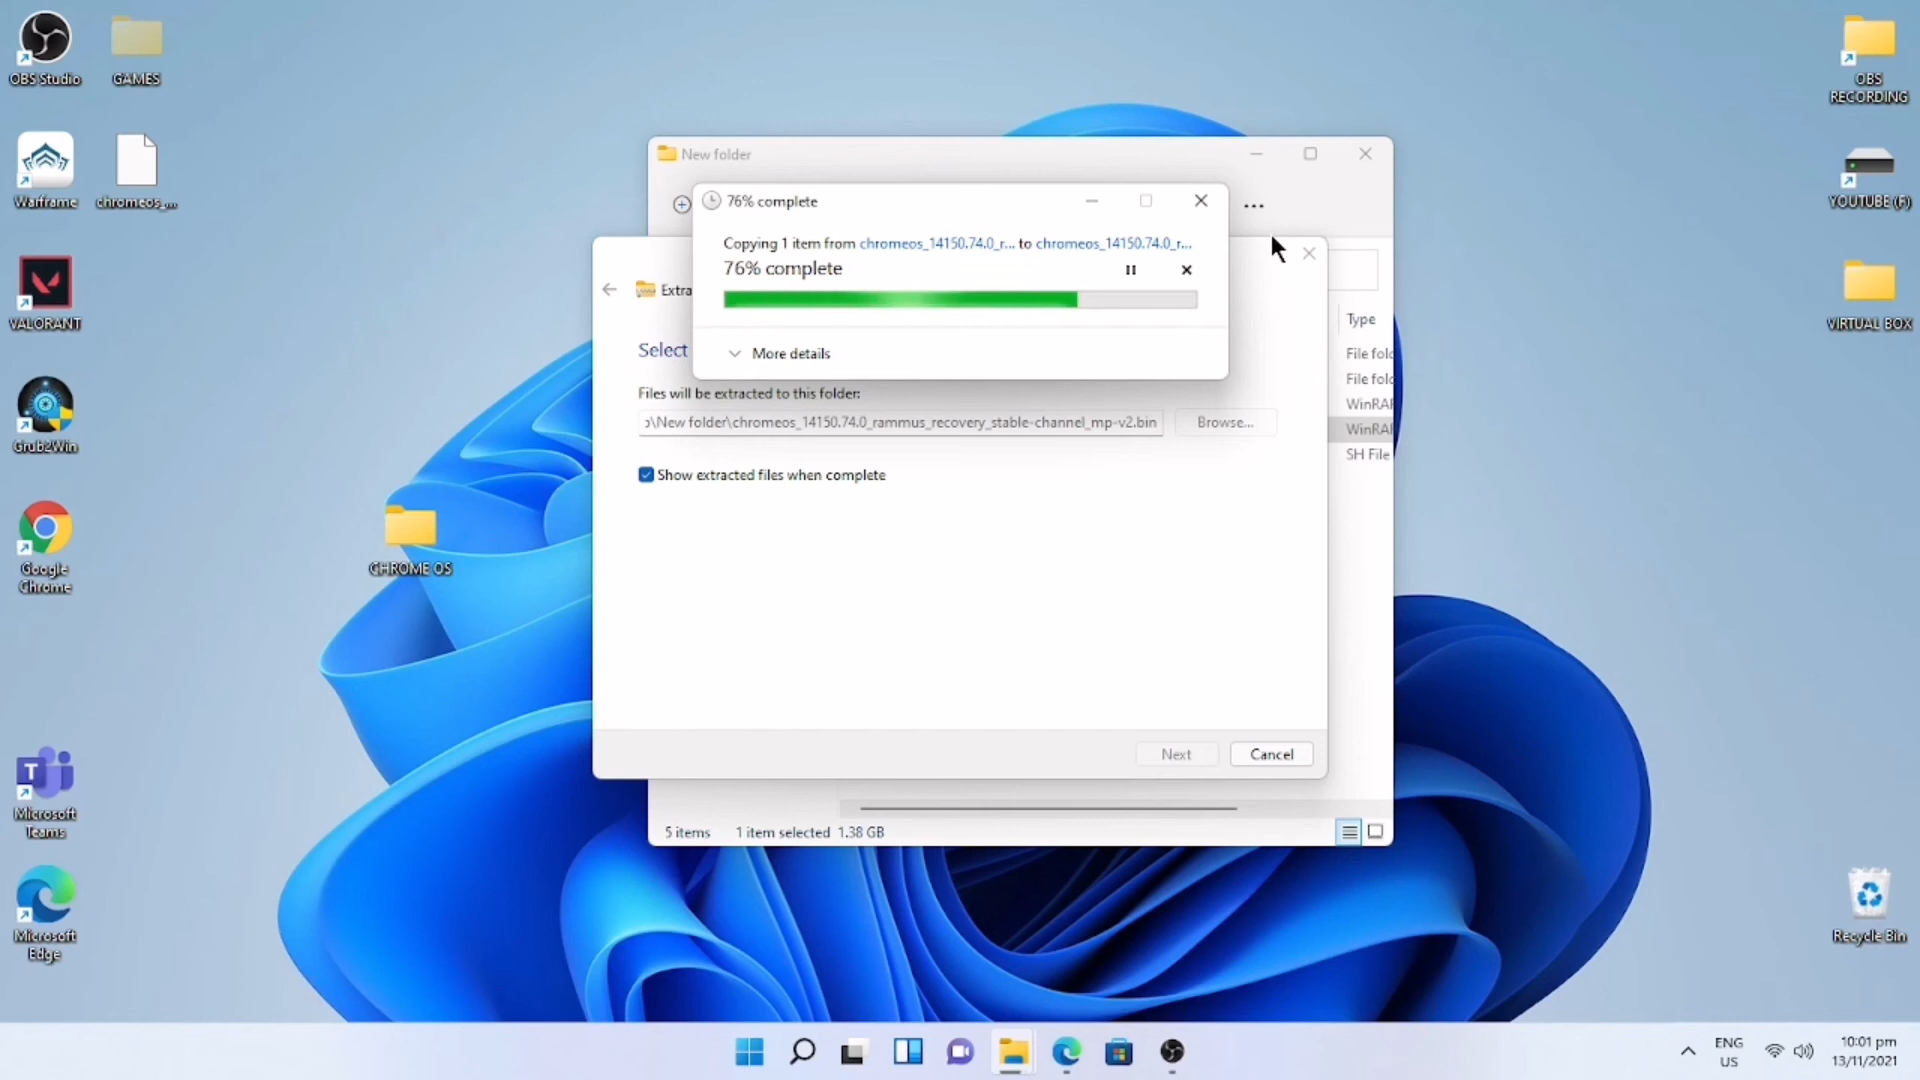 OBS Studio
GAMES
Warframe
chromeos_...
VALORANT
Grub2Win
Google
Chrome
CHROME OS
Microsoft
Teams
Microsoft
Edge
OBS
RECORDING
YOUTUBE (F)
VIRTUAL BOX
Recycle Bin
New folder
76% complete
Copying 1 item from chromeos_14150.74.0_r... to chromeos_14150.74.0_r...
76% complete
More details
Select
Files will be extracted to this folder:
\New folder\chromeos_14150.74.0_rammus_recovery_stable-channel_mp-v2.bin
Browse...
Show extracted files when complete
Next
Cancel
Type
File fold
File fold
WinRAR
WinRAR
SH File
5 items 1 item selected 1.38 GB
ENG
US
10:01 pm
13/11/2021